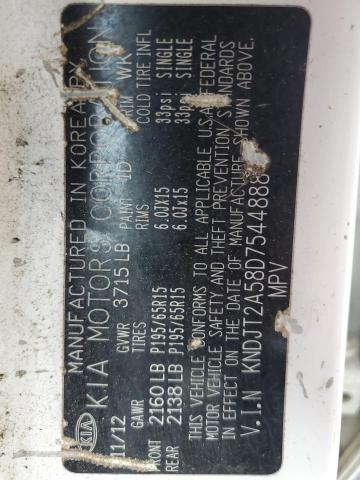 MANUFACTURED IN KOREA BY
KIA KIA MOTORS CORPORATION
11/12 GVWR 3715 LB PAINT 1D TRIM WK
GAWR TIRES RIMS COLD TIRE INFL
FRONT 2160 LB P195/65R15 6.0JX15 33psi SINGLE
REAR 2138 LB P195/65R15 6.0JX15 33psi SINGLE
THIS VEHICLE CONFORMS TO ALL APPLICABLE U.S.A FEDERAL
MOTOR VEHICLE SAFETY AND THEFT PREVENTION STANDARDS
IN EFFECT ON THE DATE OF MANUFACTURE SHOWN ABOVE.
V.I.N KNDJT2A58D7544888
MPV